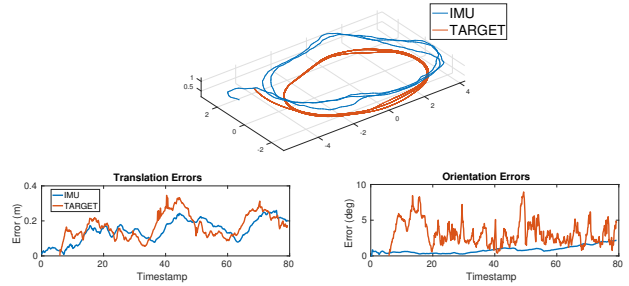 IMU
TARGET
1
0.5
2
0
-2
-4
-2
0
2
4
Translation Errors
Orientation Errors
IMU
TARGET
Error (m)
0.4
0.2
0
0 20 40 60 80
Timestamp
Error (deg)
10
5
0
0 20 40 60 80
Timestamp